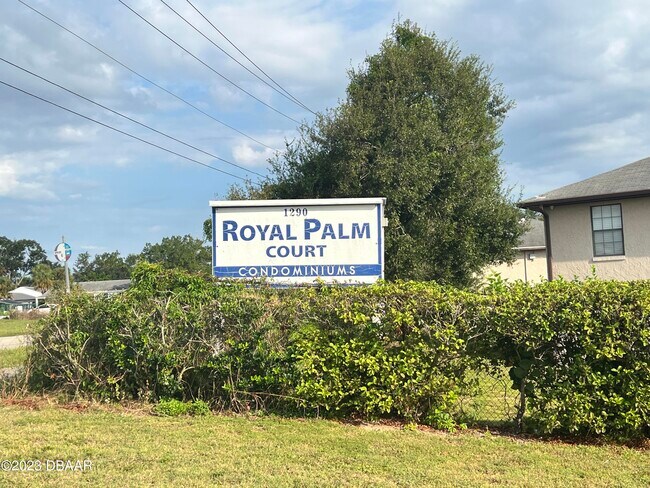 1290
ROYAL PALM
COURT
CONDOMINIUMS
©2023 DBAAR